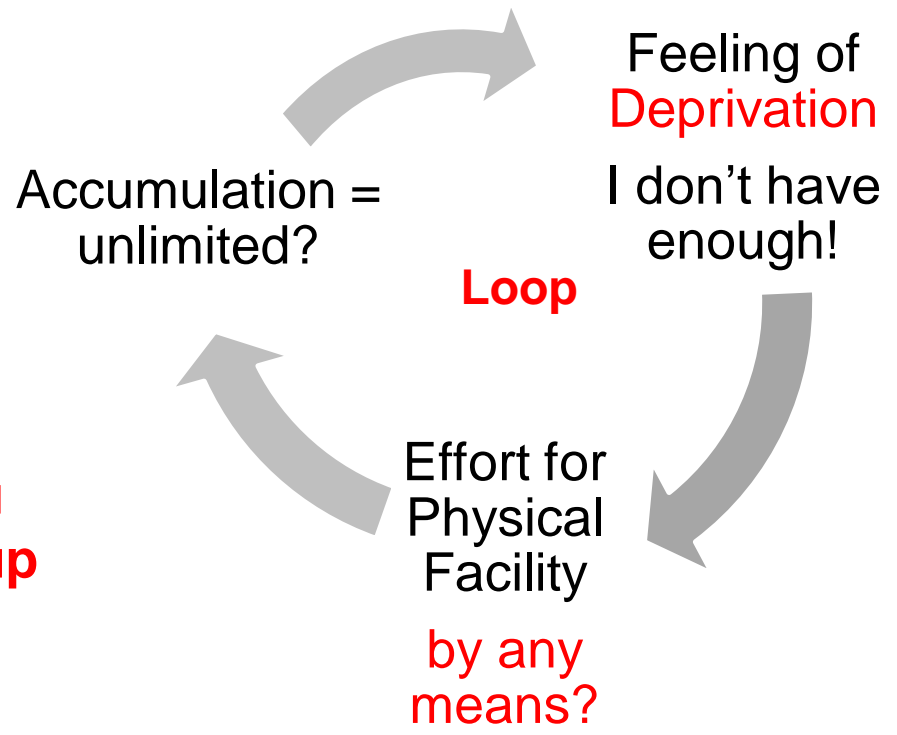 Feeling of
Deprivation
I don’t have
enough!
Accumulation =
unlimited?
Loop
Effort for
Physical
Facility
by any
means?